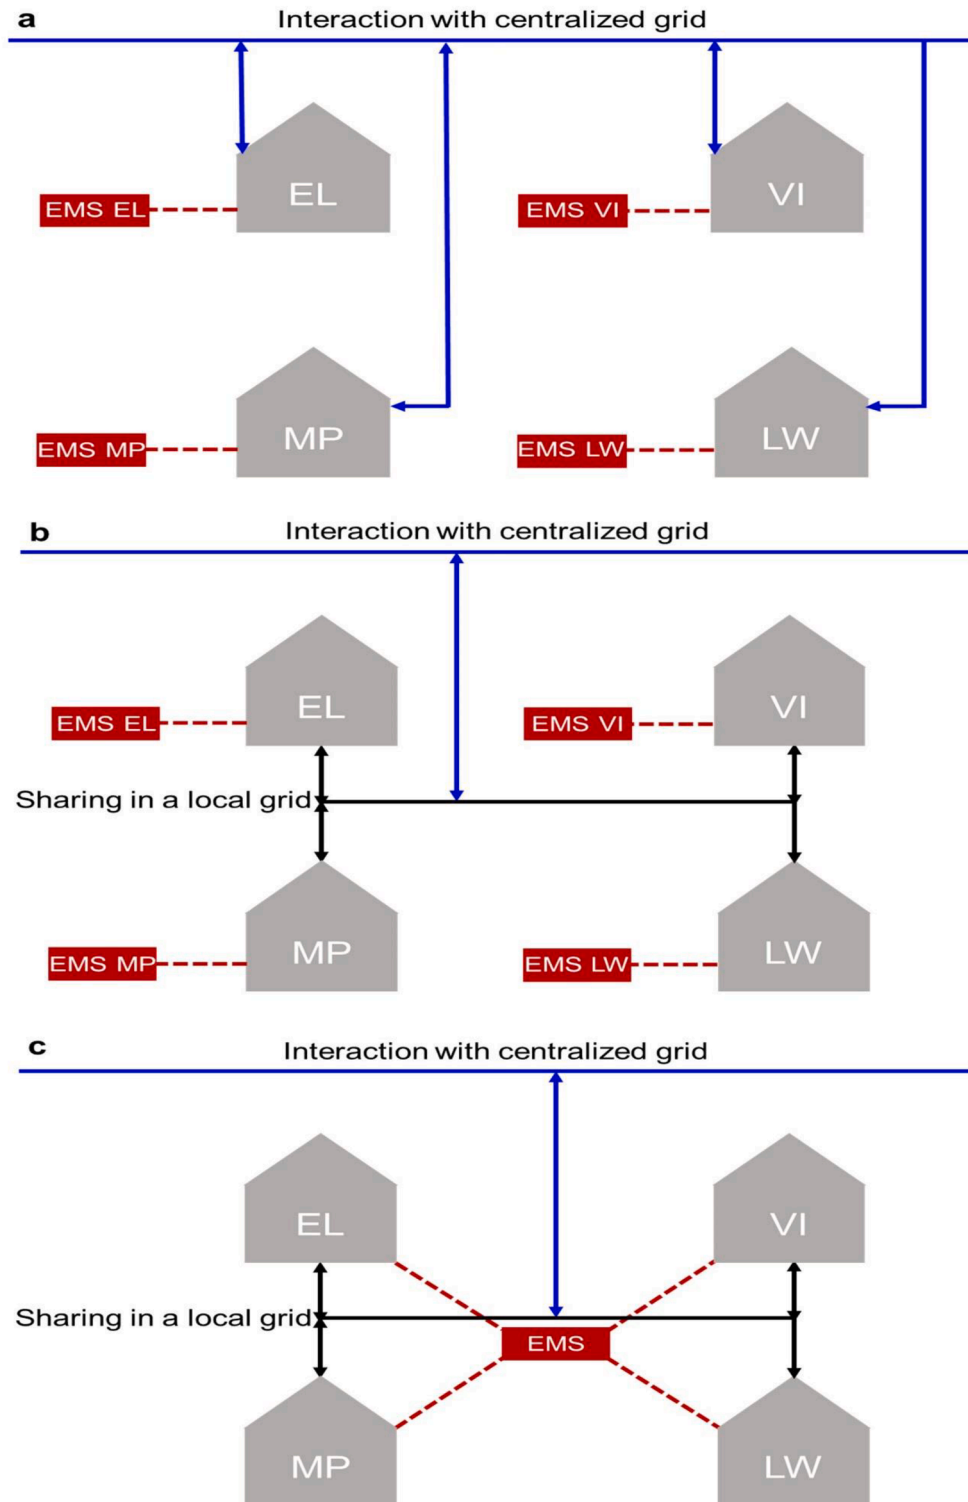 a
Interaction with centralized grid
EL
VI
EMS EL
EMS VI
MP
LW
EMS MP
EMS LW
b
Interaction with centralized grid
EL
VI
EMS EL
EMS VI
Sharing in a local grid
MP
LW
EMS MP
EMS LW
c
Interaction with centralized grid
EL
VI
Sharing in a local grid
EMS
MP
LW